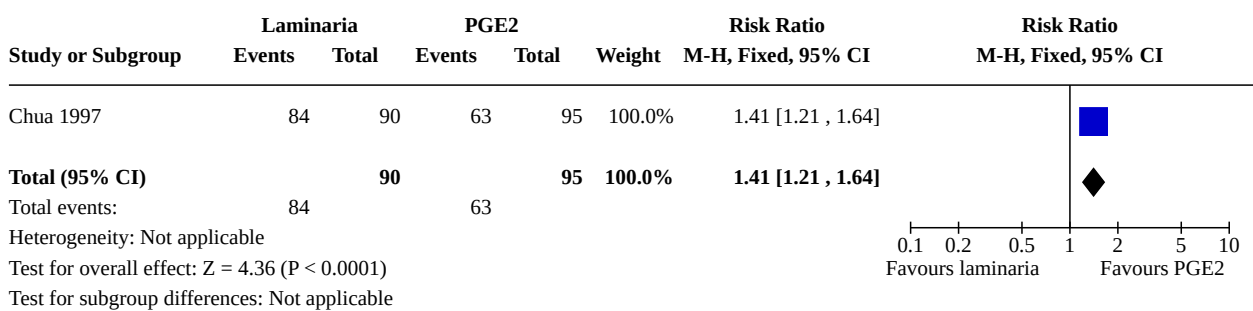 Laminaria PGE2 Risk Ratio Risk Ratio
Study or Subgroup Events Total Events Total Weight M-H, Fixed, 95% CI M-H, Fixed, 95% CI
Chua 1997 84 90 63 95 100.0% 1.41 [1.21 , 1.64]
Total (95% CI) 90 95 100.0% 1.41 [1.21 , 1.64]
Total events: 84 63
Heterogeneity: Not applicable
Test for overall effect: Z = 4.36 (P < 0.0001)
Test for subgroup differences: Not applicable
0.1 0.2 0.5 1 2 5 10
Favours laminaria Favours PGE2